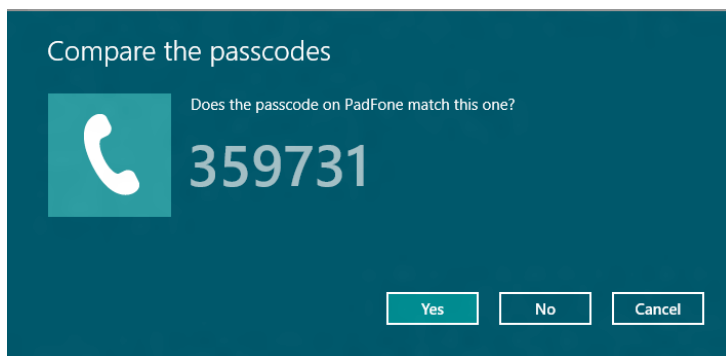 Compare the passcodes
Does the passcode on PadFone match this one?
359731
Yes No Cancel